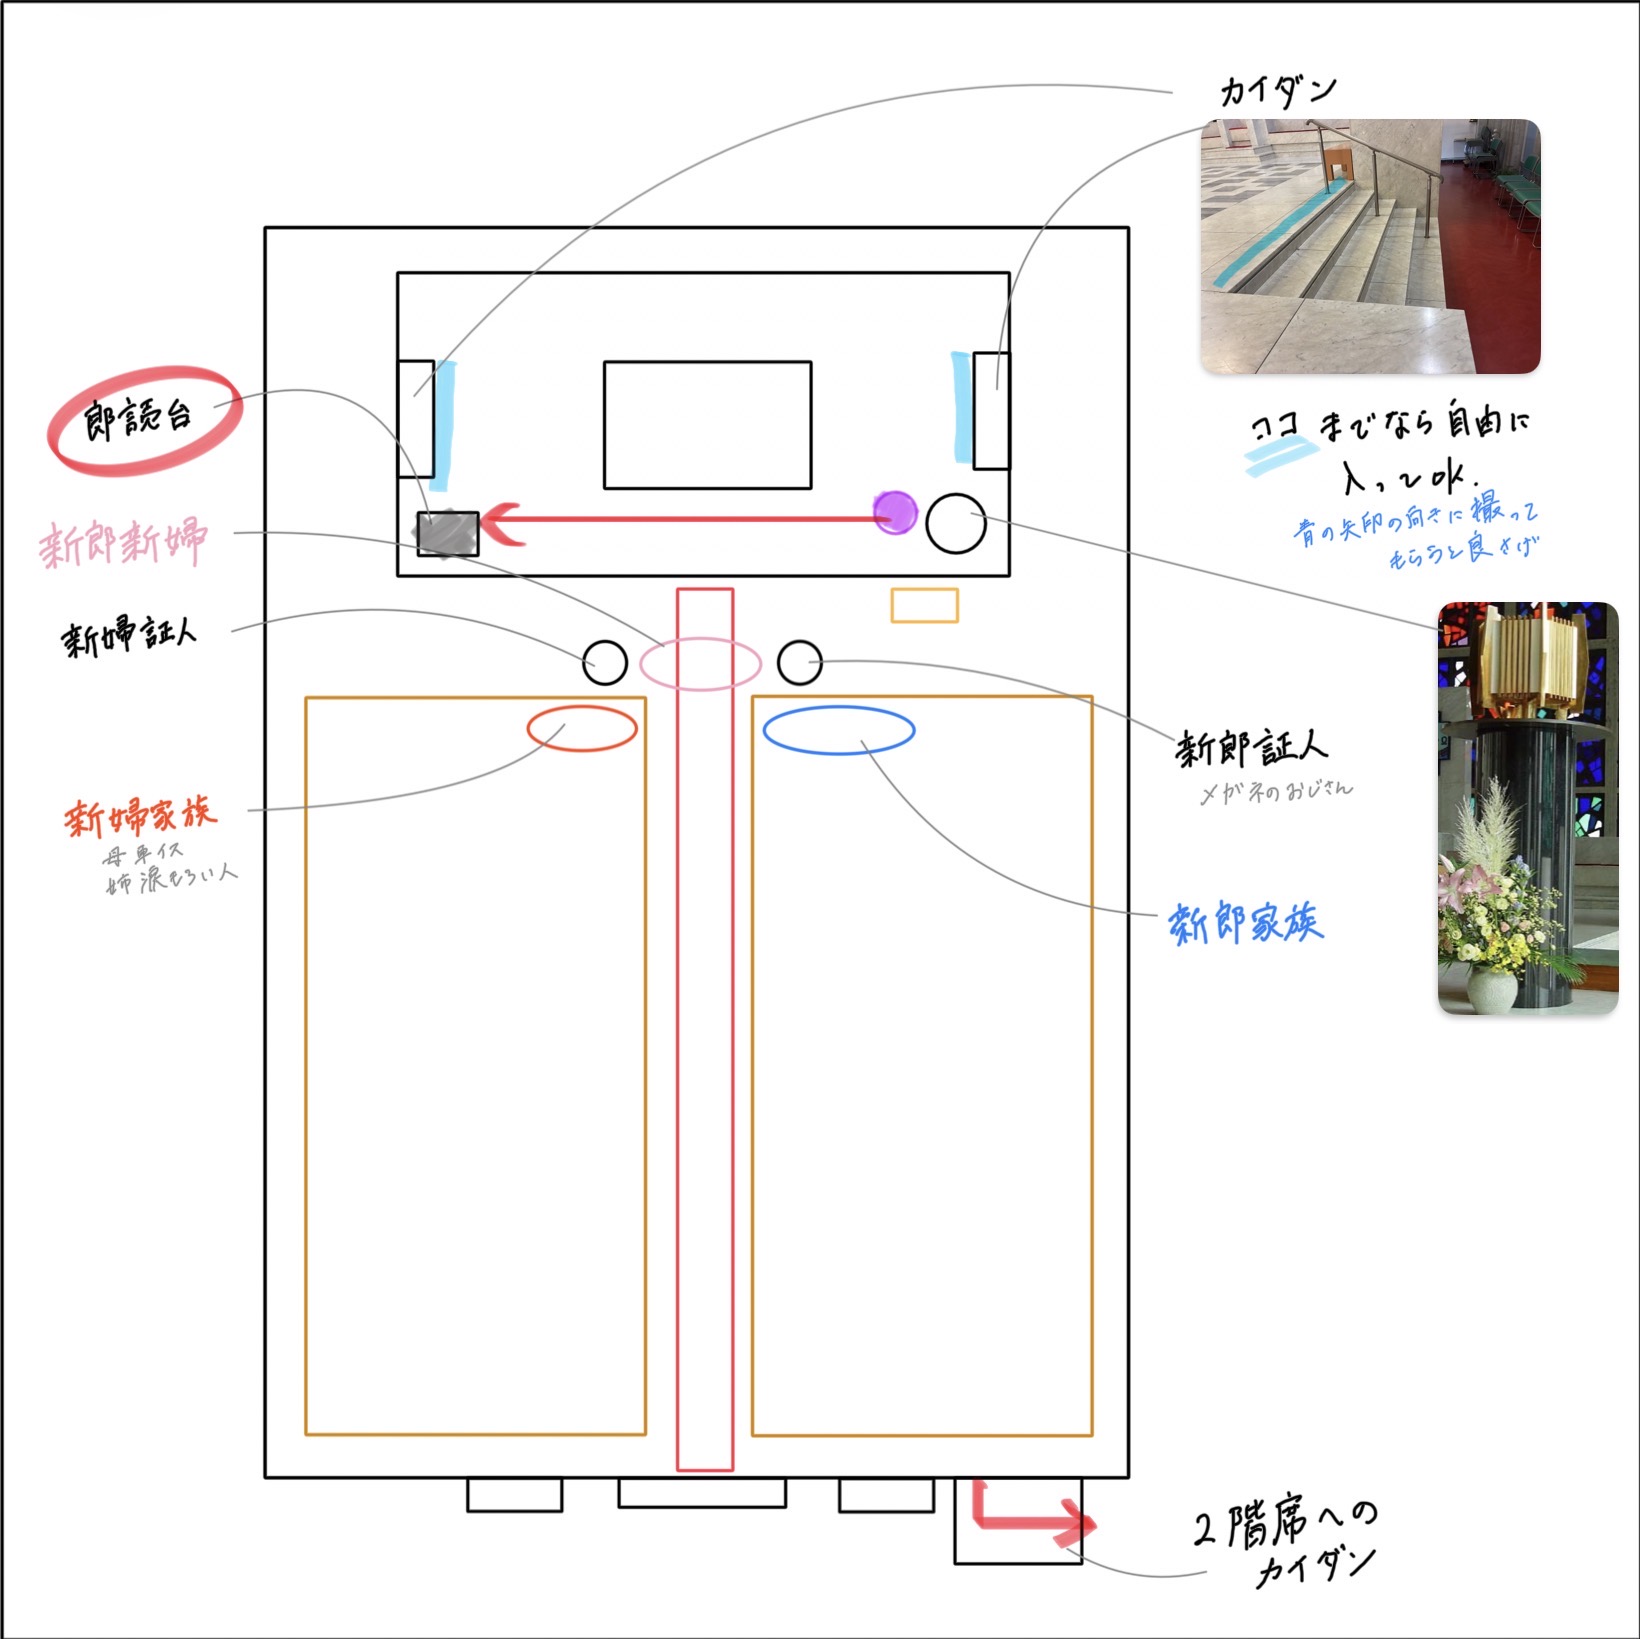 カイダン
ココまでなら自由に
入ってOK.
青の矢印の向きに撮って
もらうと良さげ
郎読台
新郎新婦
新婦証人
新婦家族
母車イス
姉涙もろい人
新郎証人
メガネのおじさん
新郎家族
2階席への
カイダン